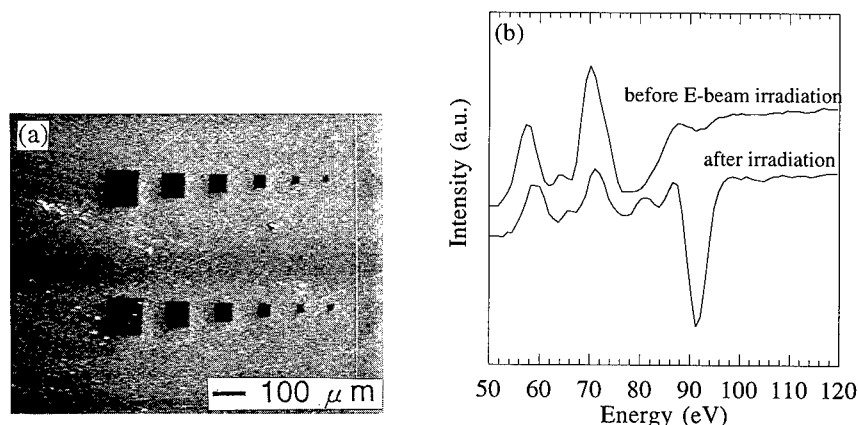 (a)
100 μm
(b)
before E-beam irradiation
after irradiation
Intensity (a.u.)
50 60 70 80 90 100 110 120
Energy (eV)